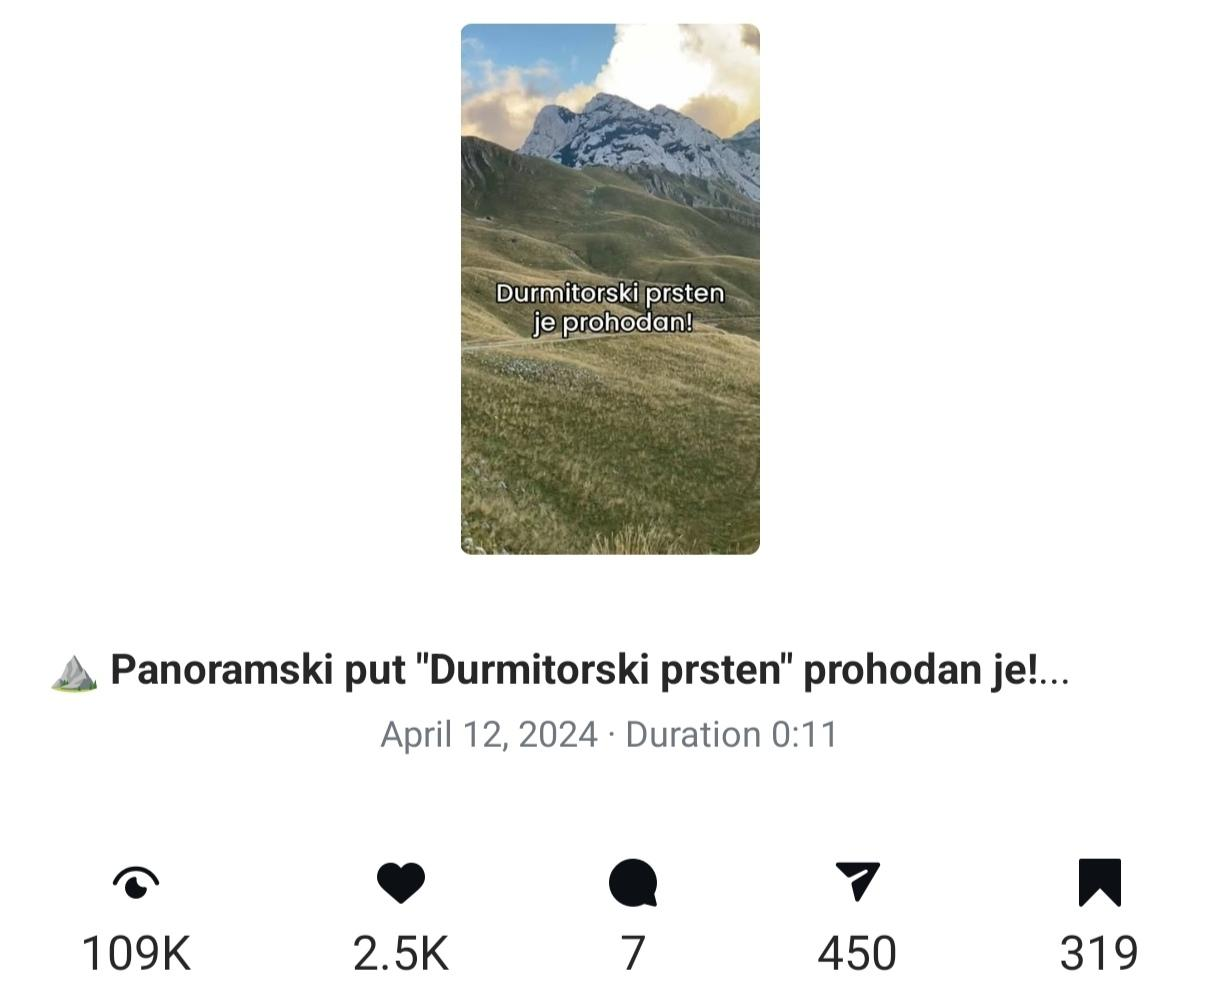 Durmitorski prsten
je prohodan!
Panoramski put "Durmitorski prsten" prohodan je!...
April 12, 2024 · Duration 0:11
109K
2.5K
7
450
319